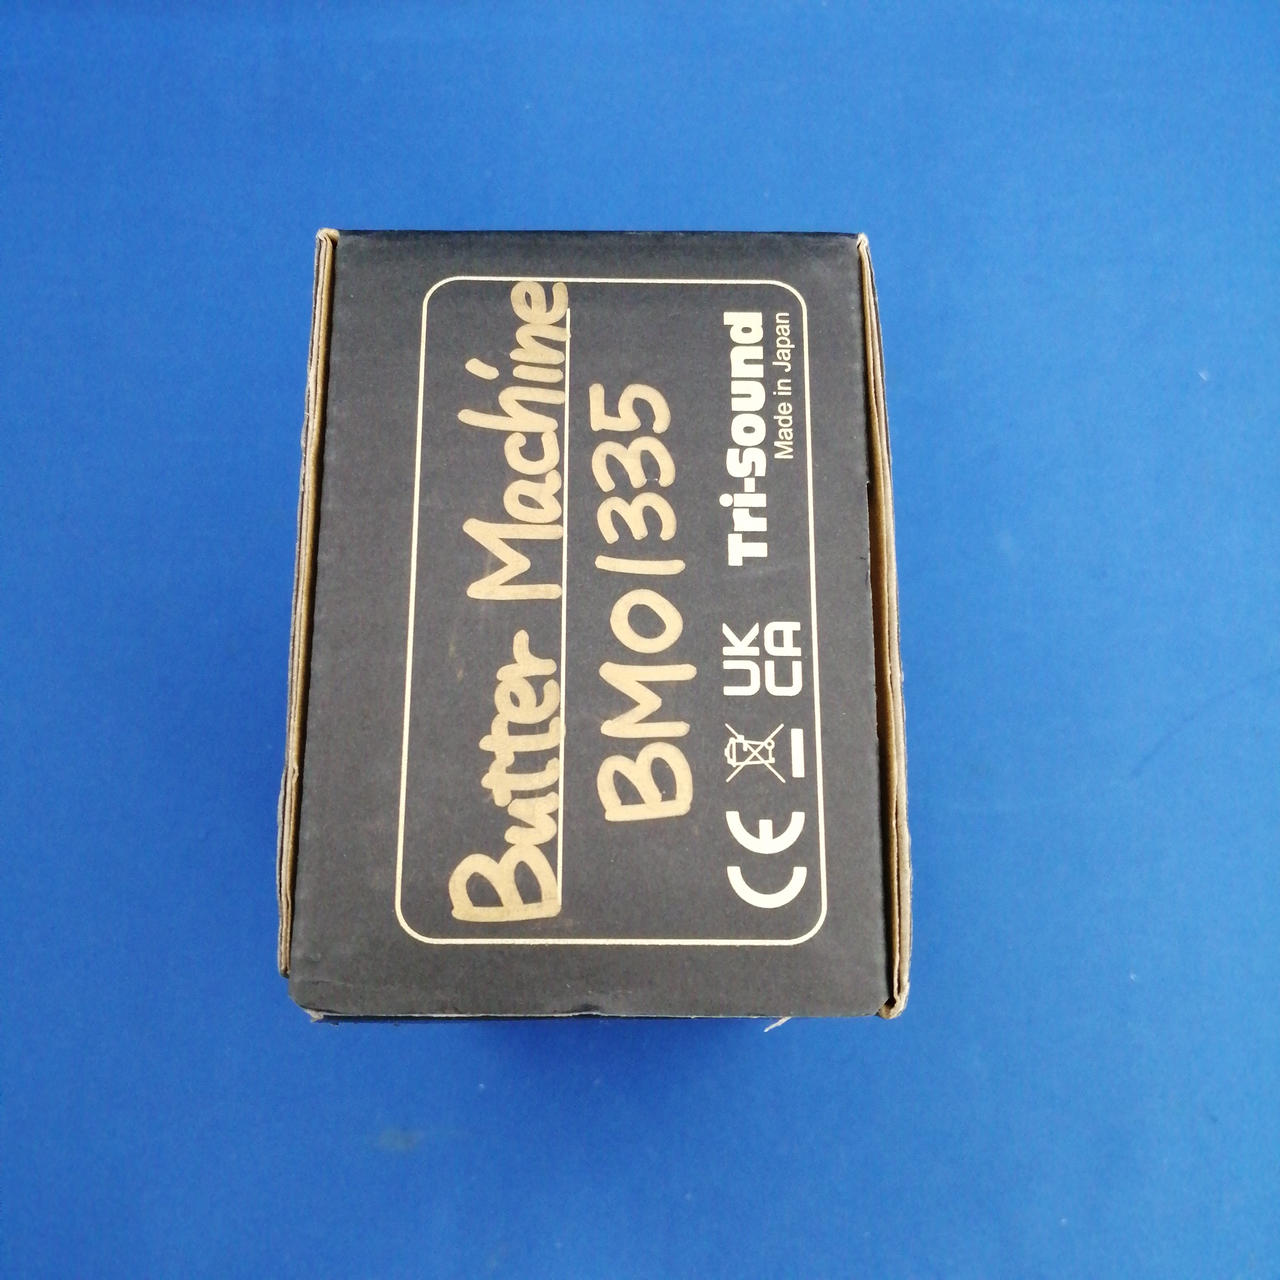 Butter Machine
BM01335
CE
UK
CA
Tri-Sound
Made in Japan